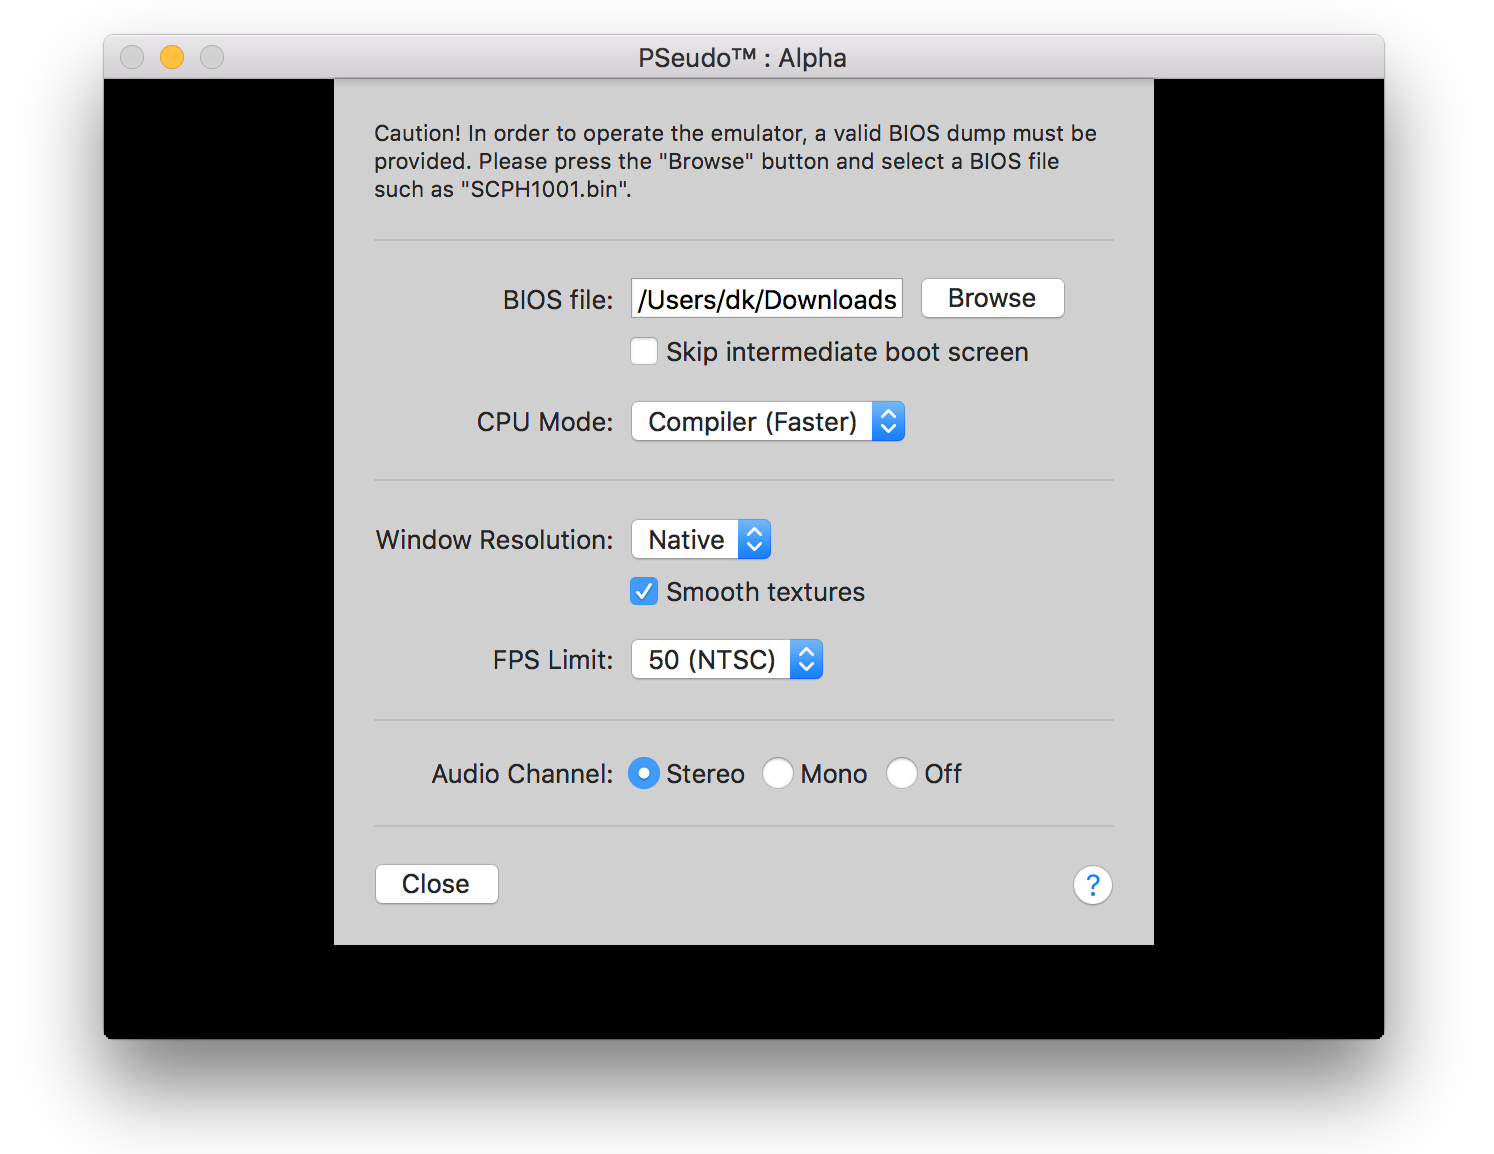 PSeudo™ : Alpha
Caution! In order to operate the emulator, a valid BIOS dump must be
provided. Please press the "Browse" button and select a BIOS file
such as "SCPH1001.bin".
BIOS file: /Users/dk/Downloads Browse
Skip intermediate boot screen
CPU Mode: Compiler (Faster)
Window Resolution: Native
Smooth textures
FPS Limit: 50 (NTSC)
Audio Channel: Stereo Mono Off
Close ?